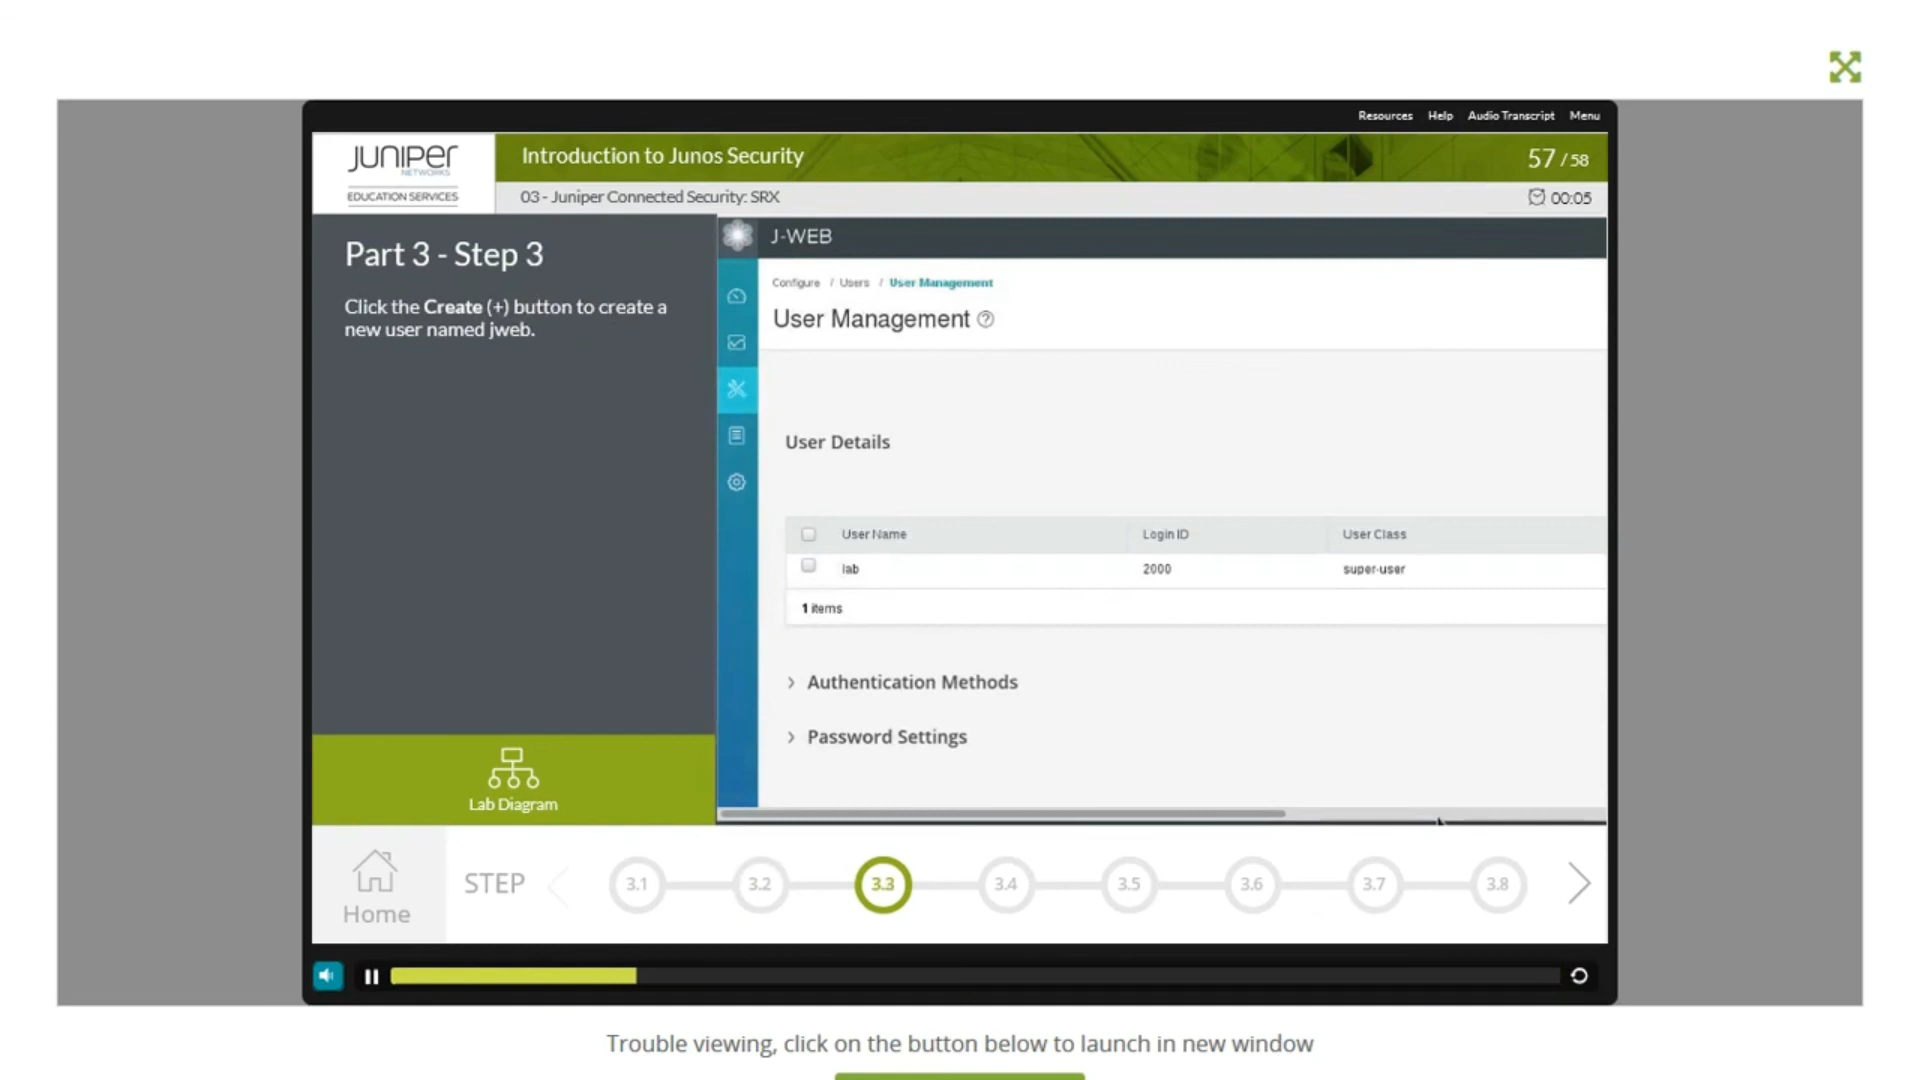 Resources Help Audio Transcript Menu
JUNIPER
NETWORKS
EDUCATION SERVICES
Introduction to Junos Security
57 / 58
03 - Juniper Connected Security: SRX
00:05
Part 3 - Step 3
Click the Create (+) button to create a
new user named jweb.
Lab Diagram
J-WEB
Configure / Users / User Management
User Management ?
User Details
User Name Login ID User Class
lab 2000 super-user
1 items
Authentication Methods
Password Settings
Home
STEP
3.1 3.2 3.3 3.4 3.5 3.6 3.7 3.8
Trouble viewing, click on the button below to launch in new window